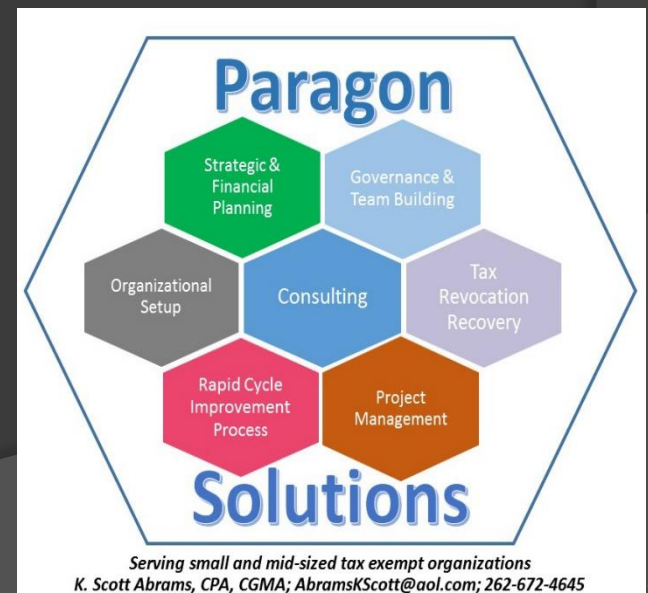 Paragon
Strategic &
Financial
Planning
Governance &
Team Building
Organizational
Setup
Consulting
Tax
Revocation
Recovery
Rapid Cycle
Improvement
Process
Project
Management
Solutions
Serving small and mid-sized tax exempt organizations
K. Scott Abrams, CPA, CGMA; AbramsKScott@aol.com; 262-672-4645